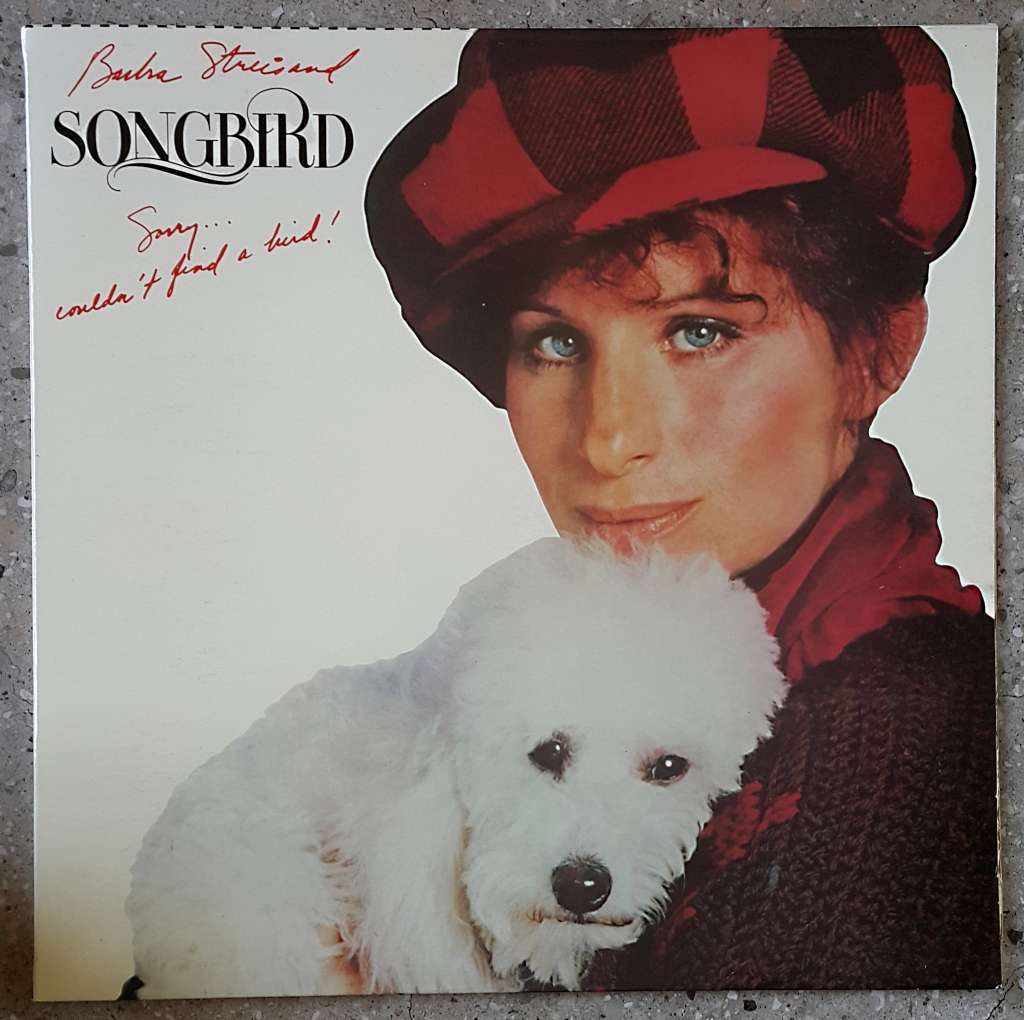 Barbra Streisand
SONGBIRD
Sorry...
couldn't find a bird!